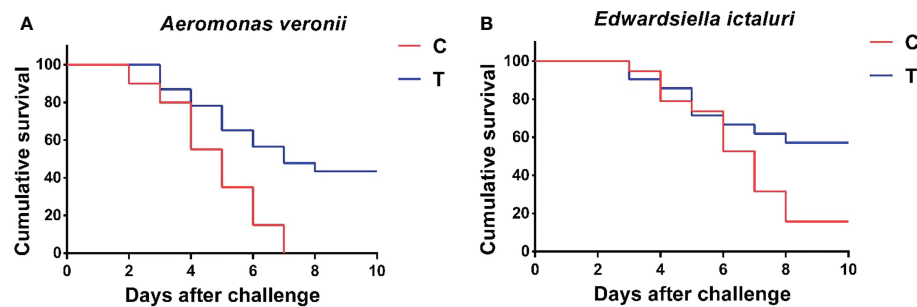 A
Aeromonas veronii
C
T
Cumulative survival
100
80
60
40
20
0
0 2 4 6 8 10
Days after challenge
B
Edwardsiella ictaluri
C
T
Cumulative survival
100
80
60
40
20
0
0 2 4 6 8 10
Days after challenge